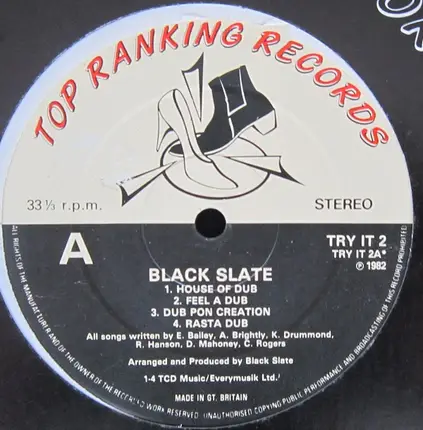 TOP RANKING RECORDS
33⅓ r.p.m.
STEREO
A
TRY IT 2
TRY IT 2A*
℗ 1982
BLACK SLATE
1. HOUSE OF DUB
2. FEEL A DUB
3. DUB PON CREATION
4. RASTA DUB
All songs written by E. Bailey, A. Brightly, K. Drummond,
R. Hanson, D. Mahoney, C. Rogers
Arranged and Produced by Black Slate
1-4 TCD Music/Everymusik Ltd.
MADE IN GT. BRITAIN
ALL RIGHTS OF THE MANUFACTURER AND OF THE OWNER OF THE RECORDED WORK RESERVED. UNAUTHORISED COPYING PUBLIC PERFORMANCE AND BROADCASTING OF THIS RECORD PROHIBITED